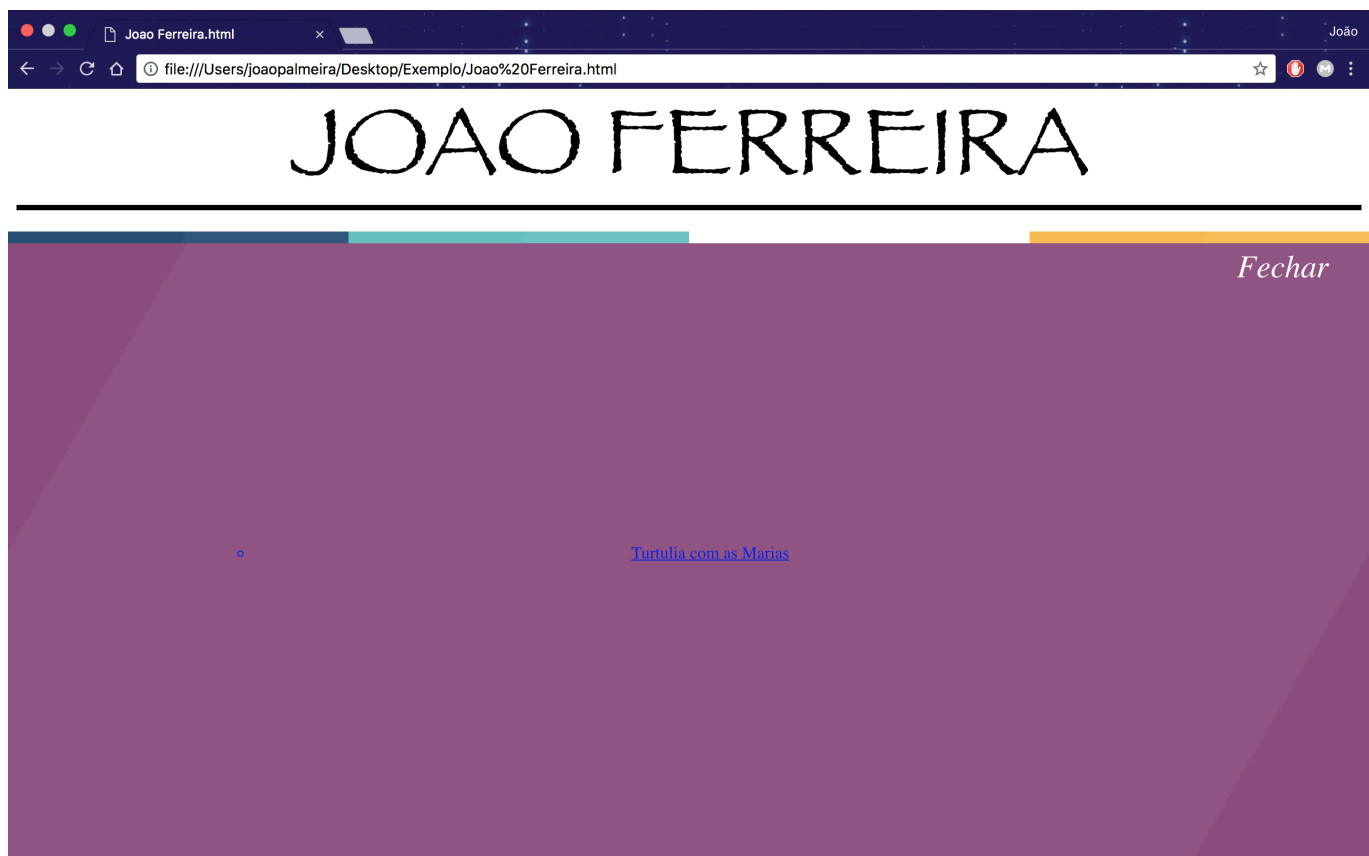 Joao Ferreira.html
João
file:///Users/joaopalmeira/Desktop/Exemplo/Joao%20Ferreira.html
M
JOAO FERREIRA
Fechar
Turtulia com as Marias